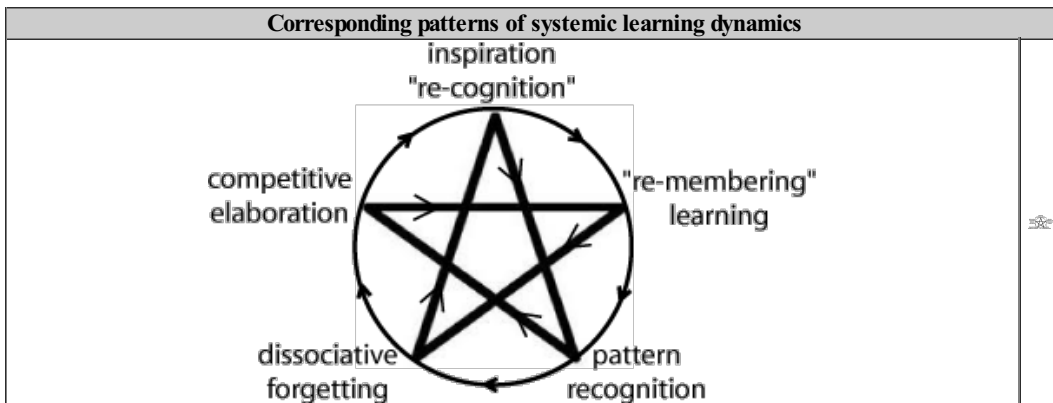 Corresponding patterns of systemic learning dynamics
inspiration
"re-cognition"
competitive
elaboration
"re-membering"
learning
dissociative
forgetting
pattern
recognition